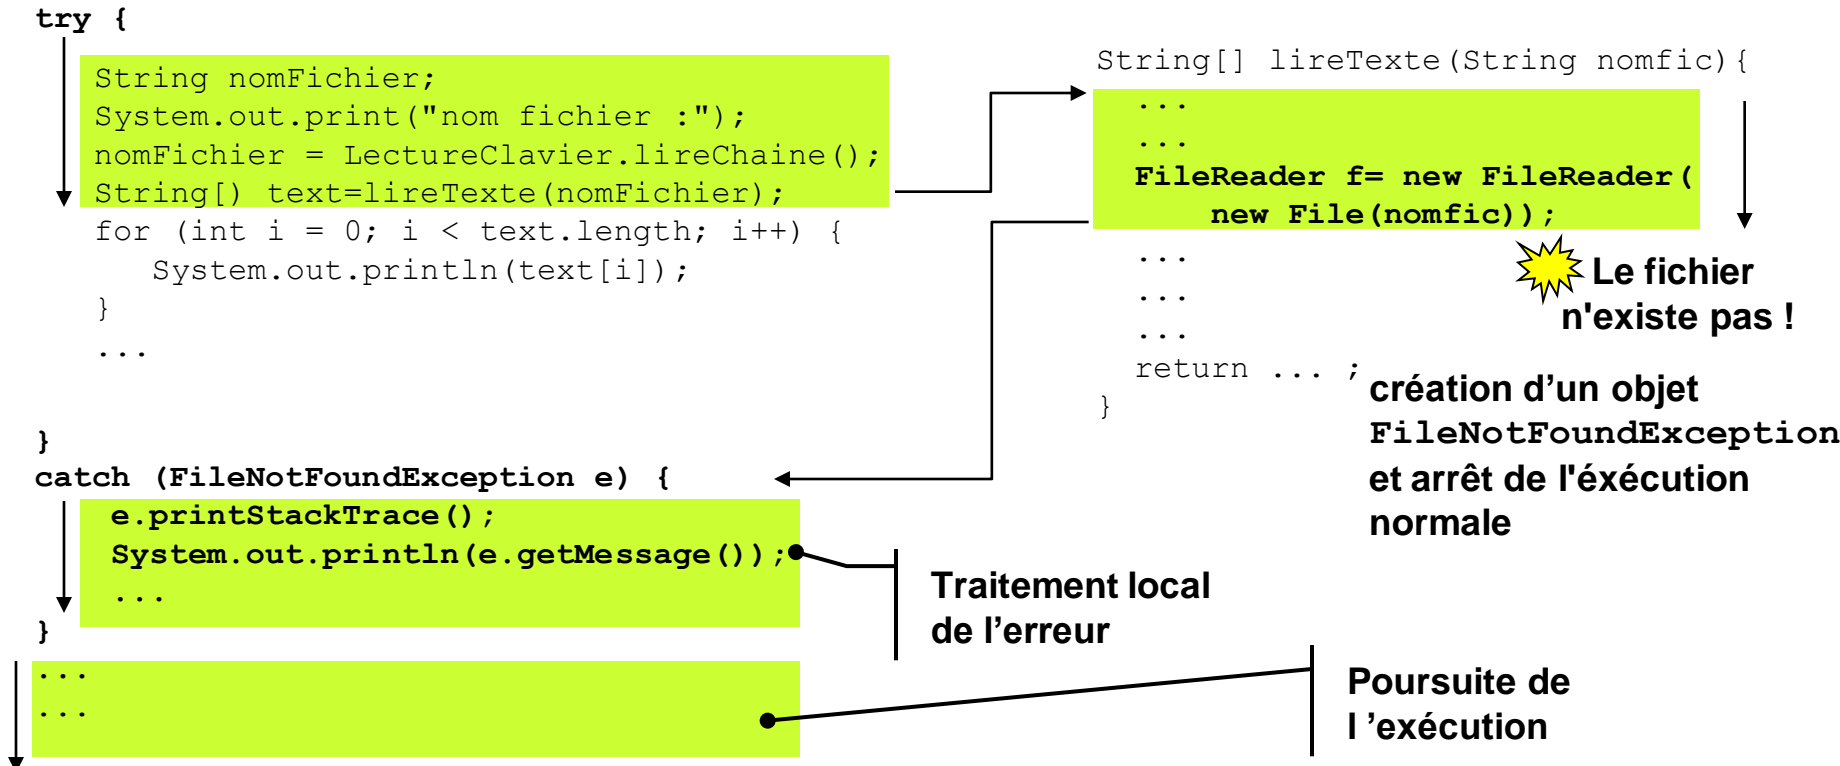 try {
String nomFichier;
System.out.print("nom fichier :");
nomFichier = LectureClavier.lireChaine();
String[) text=lireTexte(nomFichier);
for (int i = 0; i < text.length; i++) {
System.out.println(text[i]);
}
...
}
catch (FileNotFoundException e) {
e.printStackTrace();
System.out.println(e.getMessage());
...
}
...
...
String[] lireTexte(String nomfic){
...
...
FileReader f= new FileReader(
new File(nomfic));
...
...
...
return ... ;
}
Le fichier
n'existe pas !
création d’un objet
FileNotFoundException
et arrêt de l'éxécution
normale
Traitement local
de l’erreur
Poursuite de
l ’exécution